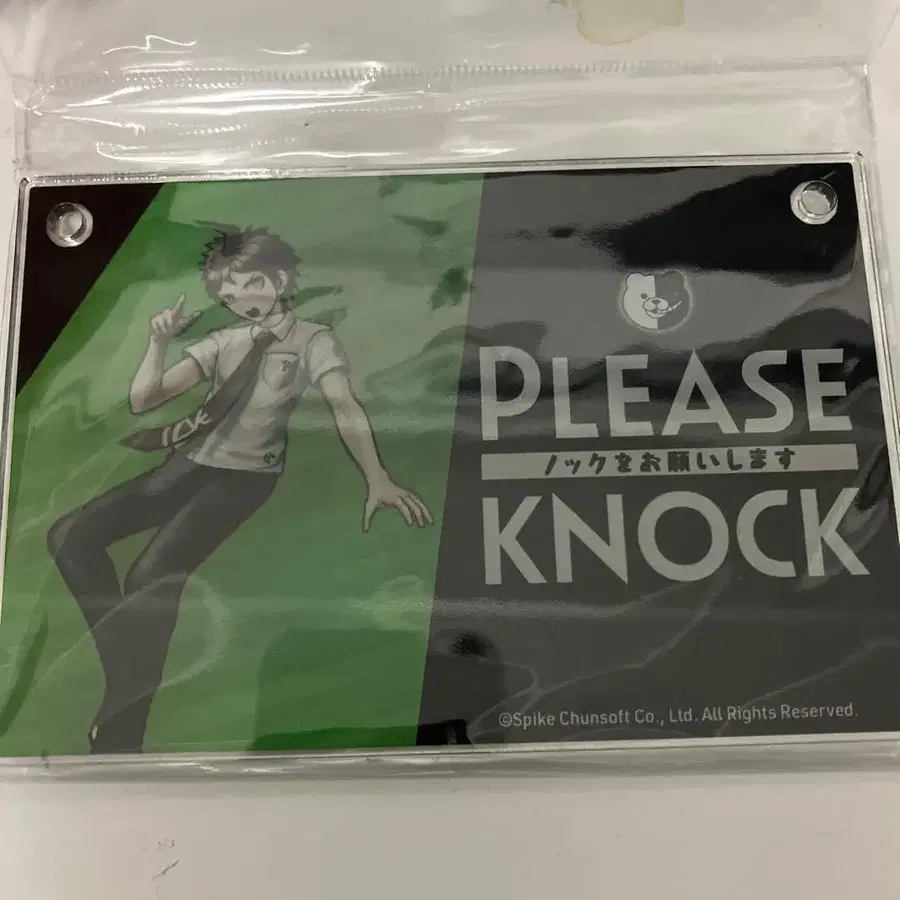 PLEASE
ノックをお願いします
KNOCK
©Spike Chunsoft Co., Ltd. All Rights Reserved.